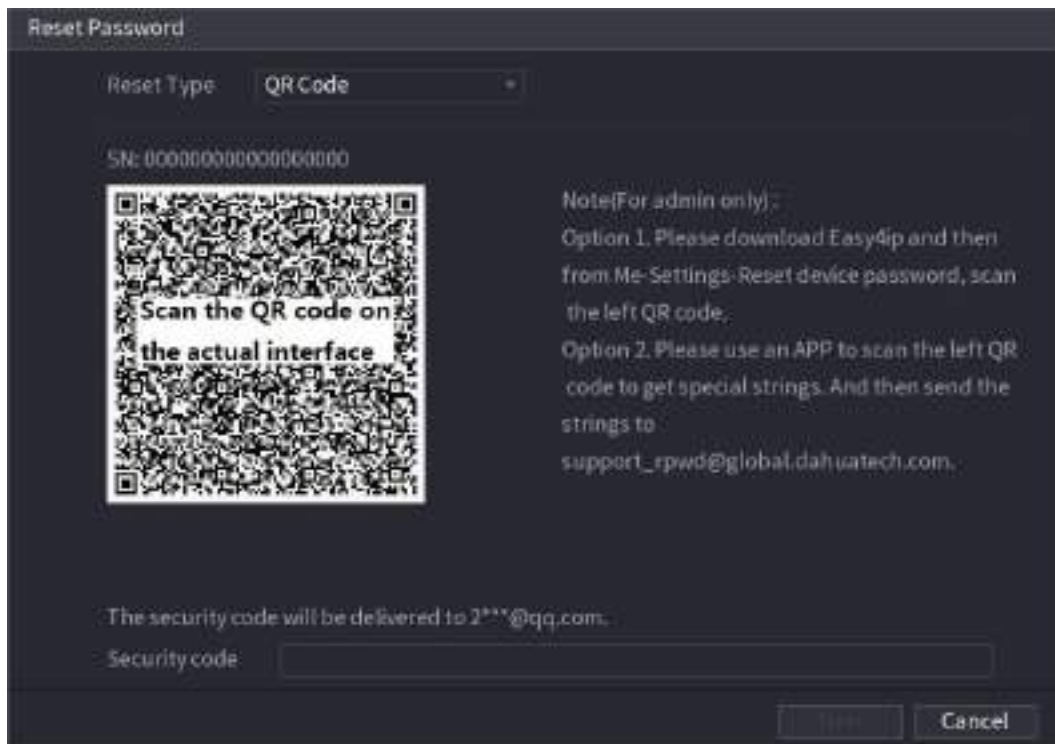 Reset Password
Reset Type QR Code
SN: 000000000000000000
Scan the QR code on
the actual interface
Note(For admin only) :
Option 1. Please download Easy4ip and then
from Me-Settings-Reset device password, scan
the left QR code.
Option 2. Please use an APP to scan the left QR
code to get special strings. And then send the
strings to
support_rpwd@global.dahuatech.com.
The security code will be delivered to 2***@qq.com.
Security code
Cancel